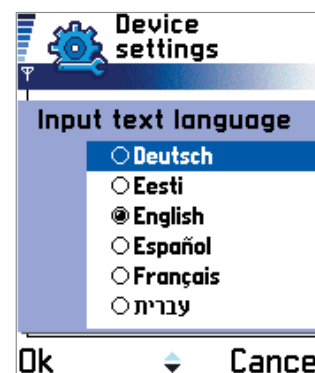 Device
settings
Input text language
Deutsch
Eesti
English
Español
Français
עברית
Ok Cance